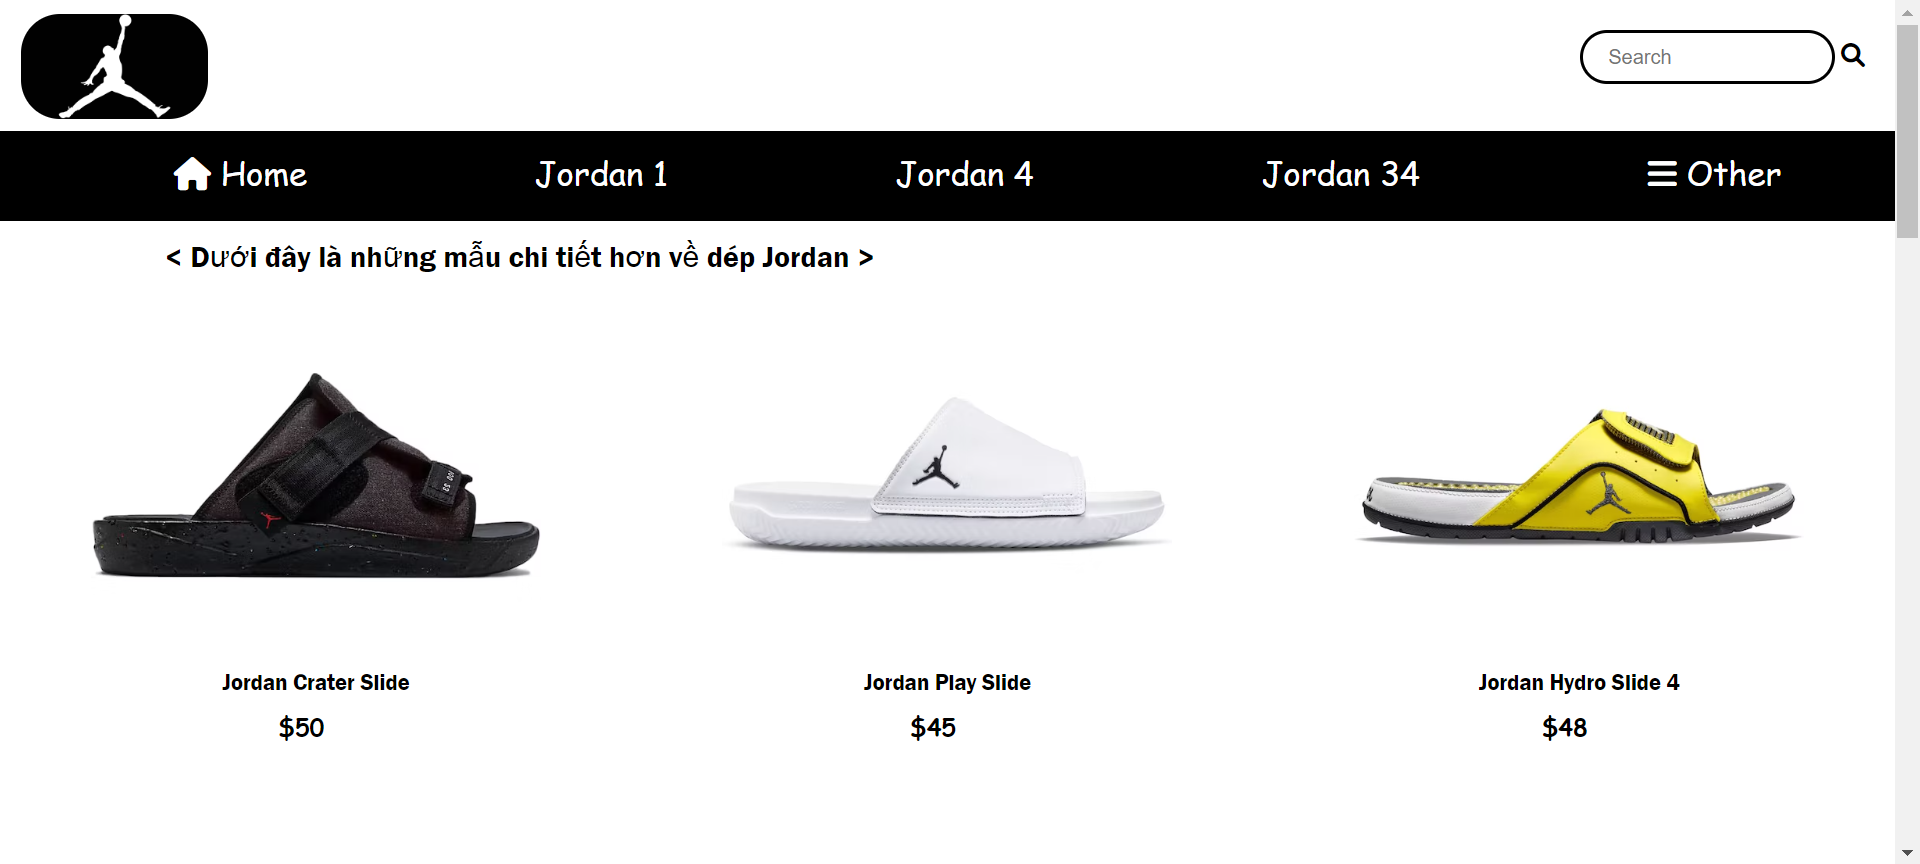 Search
Home Jordan 1 Jordan 4 Jordan 34 Other
< Dưới đây là những mẫu chi tiết hơn về dép Jordan >
Jordan Crater Slide Jordan Play Slide Jordan Hydro Slide 4
$50 $45 $48